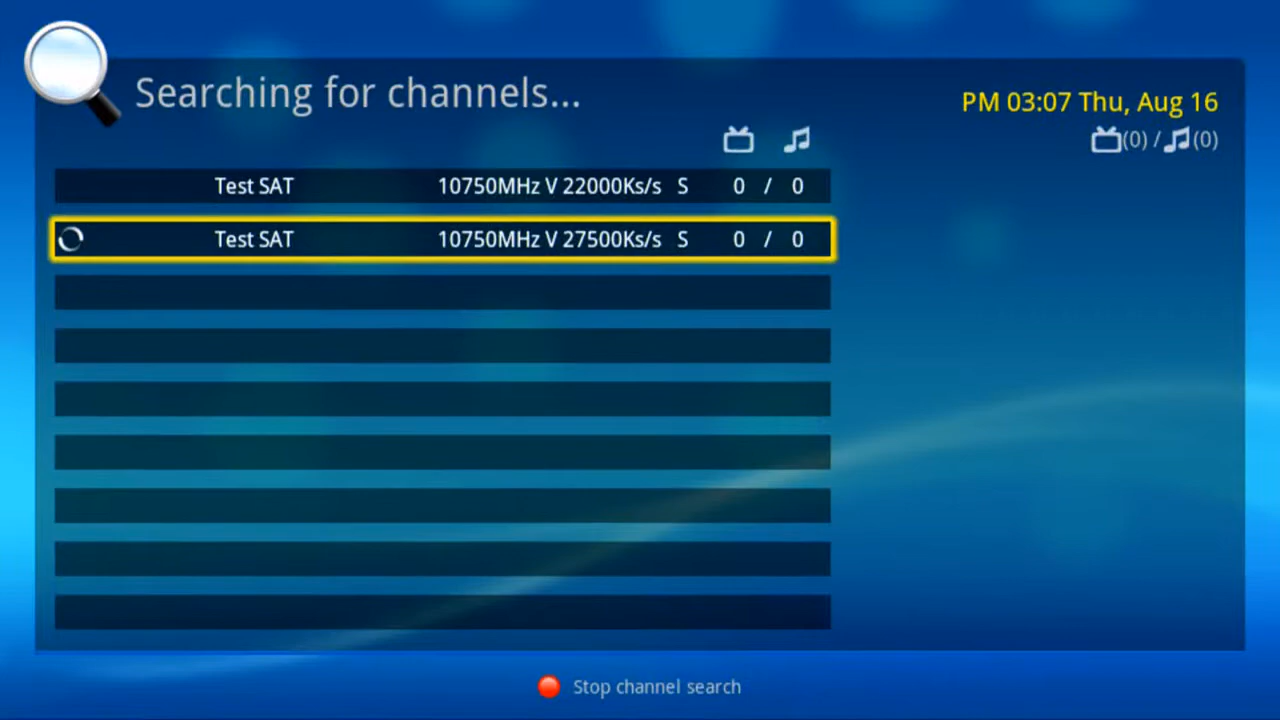 Searching for channels...
PM 03:07 Thu, Aug 16
(0) / (0)
Test SAT 10750MHz V 22000Ks/s S 0 / 0
Test SAT 10750MHz V 27500Ks/s S 0 / 0
Stop channel search